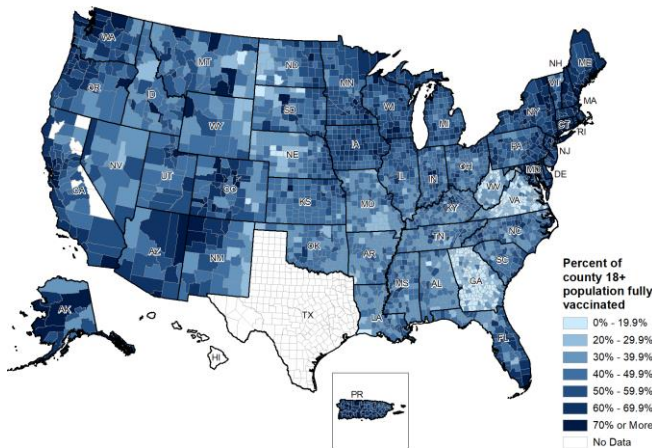 WA
MT
ND
MN
OR
ID
SD
WI
WY
MI
NH
VT
ME
NY
MA
CT
RI
NE
IA
PA
NJ
NV
UT
CO
IL
IN
OH
MD
DE
CA
KS
MO
WV
VA
KY
AZ
NM
OK
AR
TN
NC
SC
MS
AL
GA
TX
LA
FL
AK
HI
PR
Percent of
county 18+
population fully
vaccinated
0% - 19.9%
20% - 29.9%
30% - 39.9%
40% - 49.9%
50% - 59.9%
60% - 69.9%
70% or More
No Data